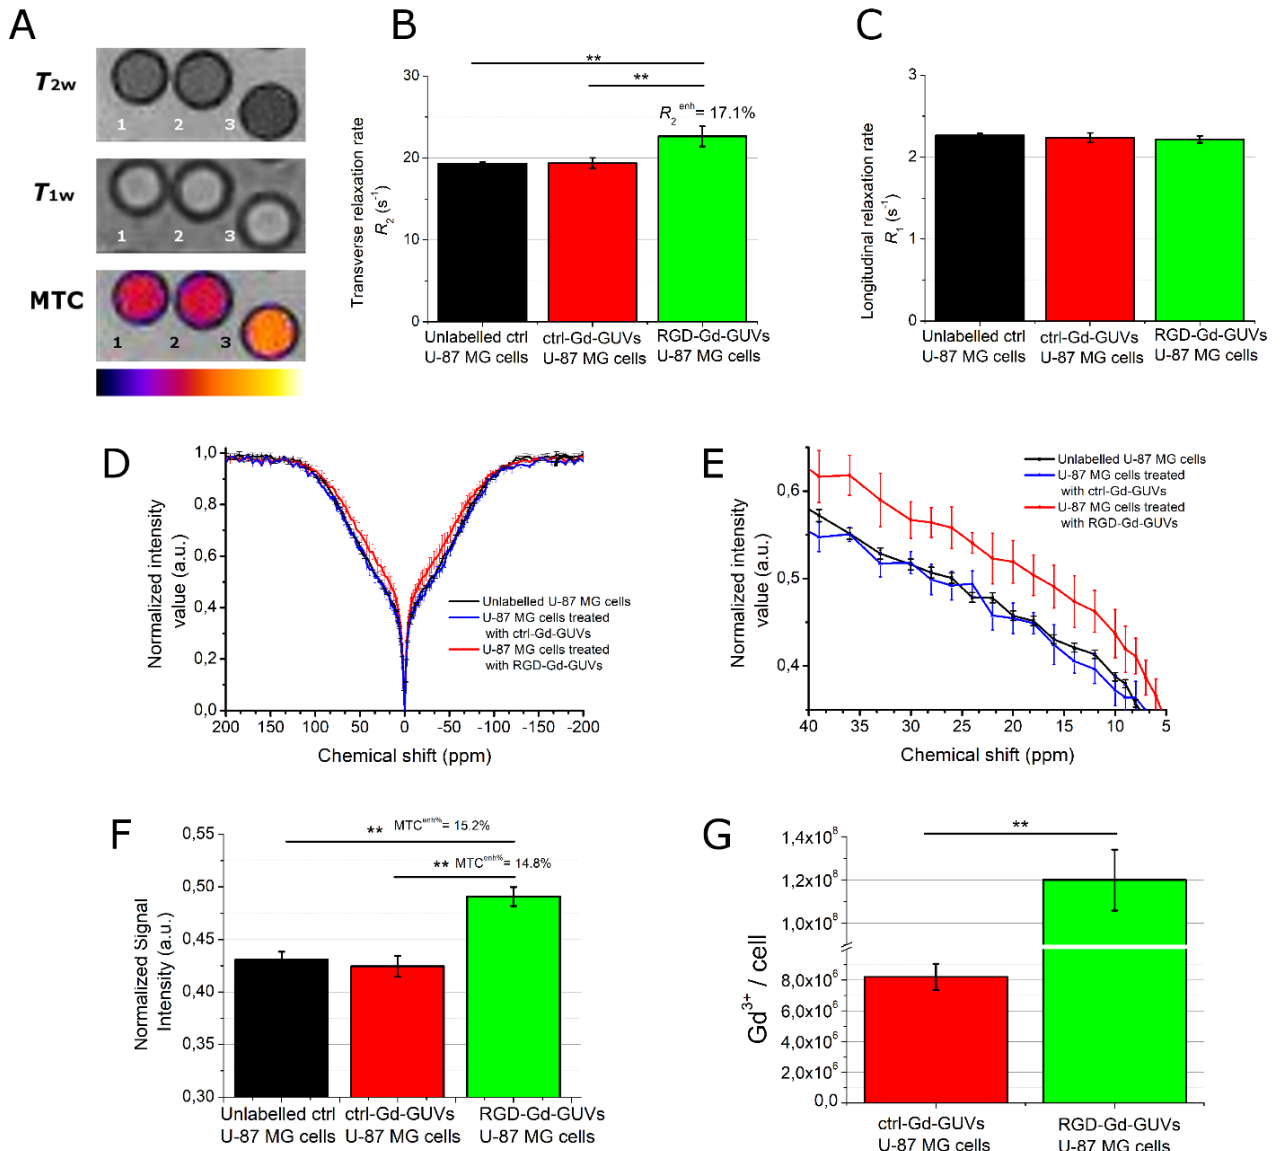 A
T2w
1
2
3
T1w
1
2
3
MTC
1
2
3
B
**
**
R2 enh = 17.1%
30
20
10
0
Transverse relaxation rate
R2 (s-1)
Unlabelled ctrl
U-87 MG cells
ctrl-Gd-GUVs
U-87 MG cells
RGD-Gd-GUVs
U-87 MG cells
C
3
2
1
0
Longitudinal relaxation rate
R1 (s-1)
Unlabelled ctrl
U-87 MG cells
ctrl-Gd-GUVs
U-87 MG cells
RGD-Gd-GUVs
U-87 MG cells
D
1,0
0,8
0,6
0,4
0,2
0,0
Normalized intensity
value (a.u.)
Unlabelled U-87 MG cells
U-87 MG cells treated
with ctrl-Gd-GUVs
U-87 MG cells treated
with RGD-Gd-GUVs
200 150 100 50 0 -50 -100 -150 -200
Chemical shift (ppm)
E
0,6
0,5
0,4
Normalized intensity
value (a.u.)
Unlabelled U-87 MG cells
U-87 MG cells treated
with ctrl-Gd-GUVs
U-87 MG cells treated
with RGD-Gd-GUVs
40 35 30 25 20 15 10 5
Chemical shift (ppm)
F
0,55
0,50
0,45
0,40
0,35
0,30
Normalized Signal
Intensity (a.u.)
** MTCenh%= 15.2%
** MTCenh%= 14.8%
Unlabelled ctrl
U-87 MG cells
ctrl-Gd-GUVs
U-87 MG cells
RGD-Gd-GUVs
U-87 MG cells
G
**
1,4x10^8
1,2x10^8
1,0x10^8
8,0x10^6
6,0x10^6
4,0x10^6
2,0x10^6
0,0
Gd3+ / cell
ctrl-Gd-GUVs
U-87 MG cells
RGD-Gd-GUVs
U-87 MG cells